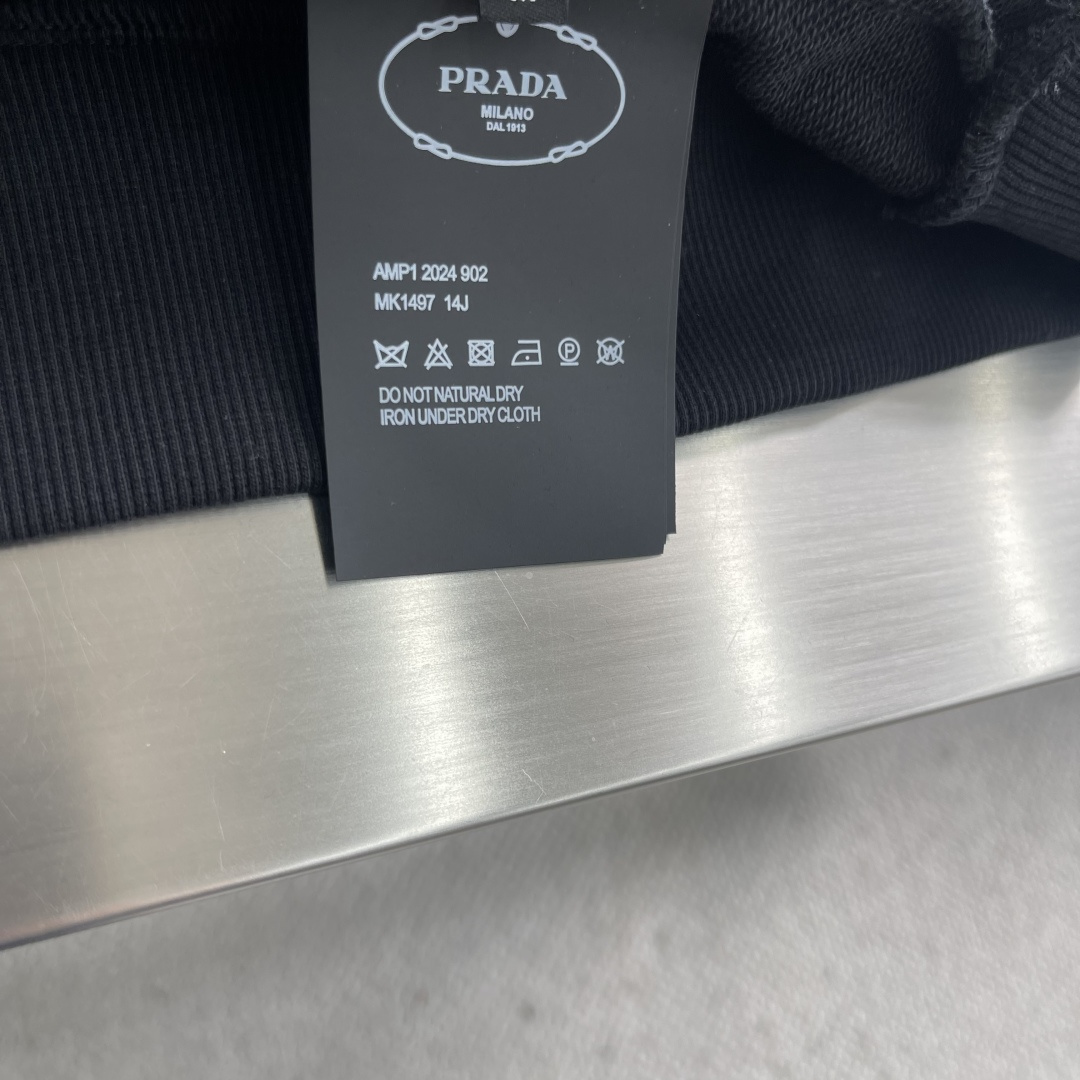 PRADA
MILANO
DAL 1913
AMP1 2024 902
MK1497 14J
P
W
DO NOT NATURAL DRY
IRON UNDER DRY CLOTH